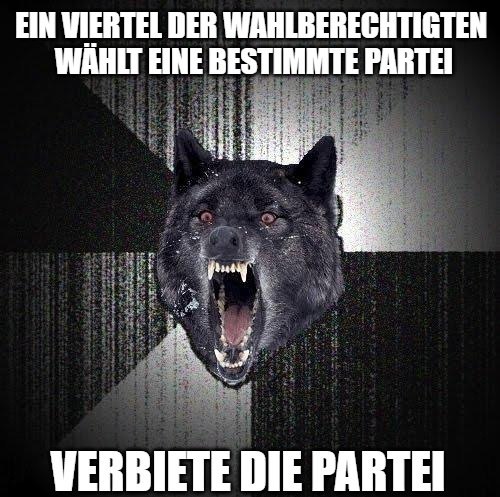 EIN VIERTEL DER WAHLBERECHTIGTEN
WÄHLT EINE BESTIMMTE PARTEI
VERBIETE DIE PARTEI